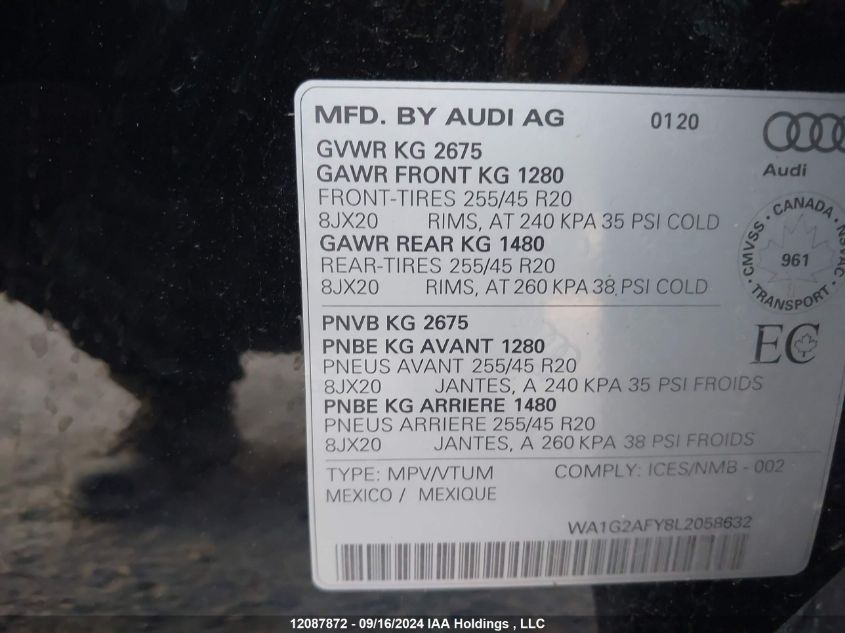 MFD. BY AUDI AG 0120
Audi
GVWR KG 2675
GAWR FRONT KG 1280
FRONT-TIRES 255/45 R20
8JX20 RIMS, AT 240 KPA 35 PSI COLD
GAWR REAR KG 1480
REAR-TIRES 255/45 R20
8JX20 RIMS, AT 260 KPA 38 PSI COLD
CMVSS · CANADA · NSVAC · TRANSPORT ·
961
PNVB KG 2675
PNBE KG AVANT 1280
PNEUS AVANT 255/45 R20
8JX20 JANTES, A 240 KPA 35 PSI FROIDS
PNBE KG ARRIERE 1480
PNEUS ARRIERE 255/45 R20
8JX20 JANTES, A 260 KPA 38 PSI FROIDS
EC
TYPE: MPV/VTUM COMPLY: ICES/NMB - 002
MEXICO / MEXIQUE
WA1G2AFY8L2058632
12087872 - 09/16/2024 IAA Holdings , LLC